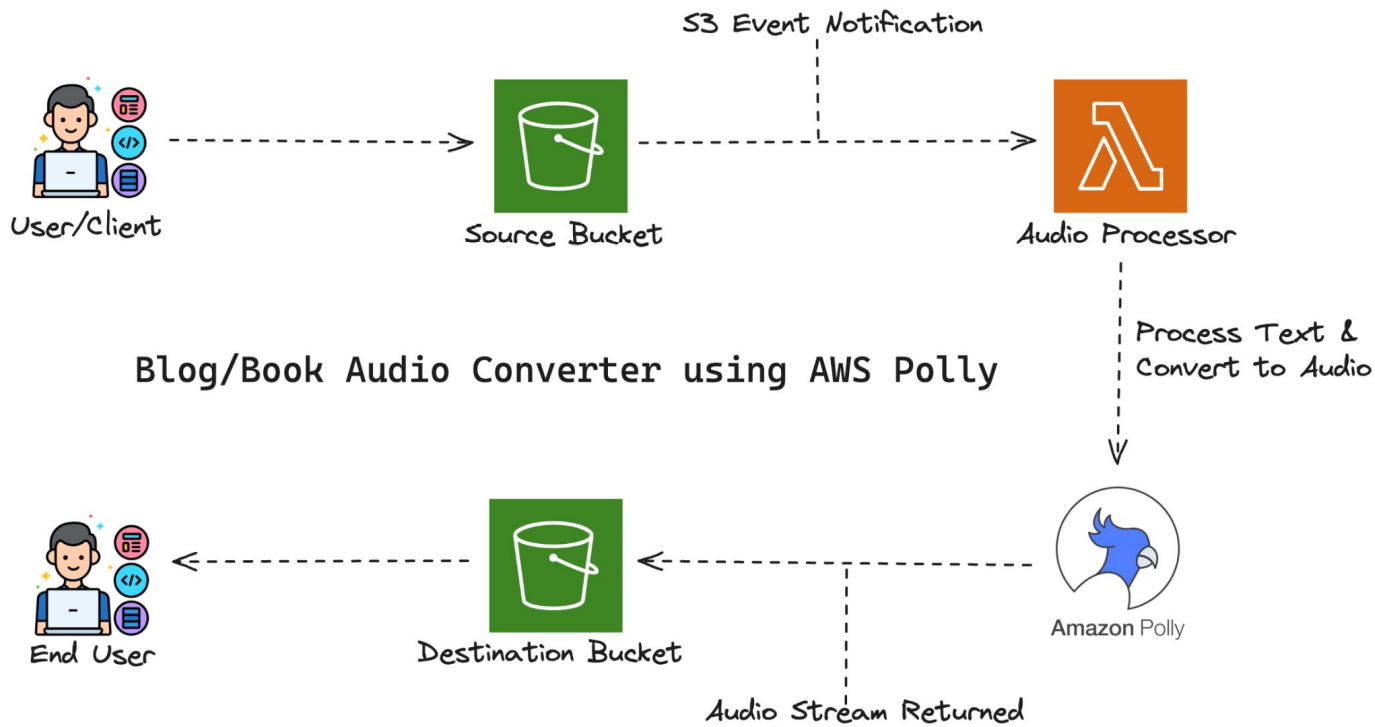 S3 Event Notification
User/Client
Source Bucket
Audio Processor
Process Text &
Convert to Audio
Blog/Book Audio Converter using AWS Polly
Amazon Polly
End User
Destination Bucket
Audio Stream Returned